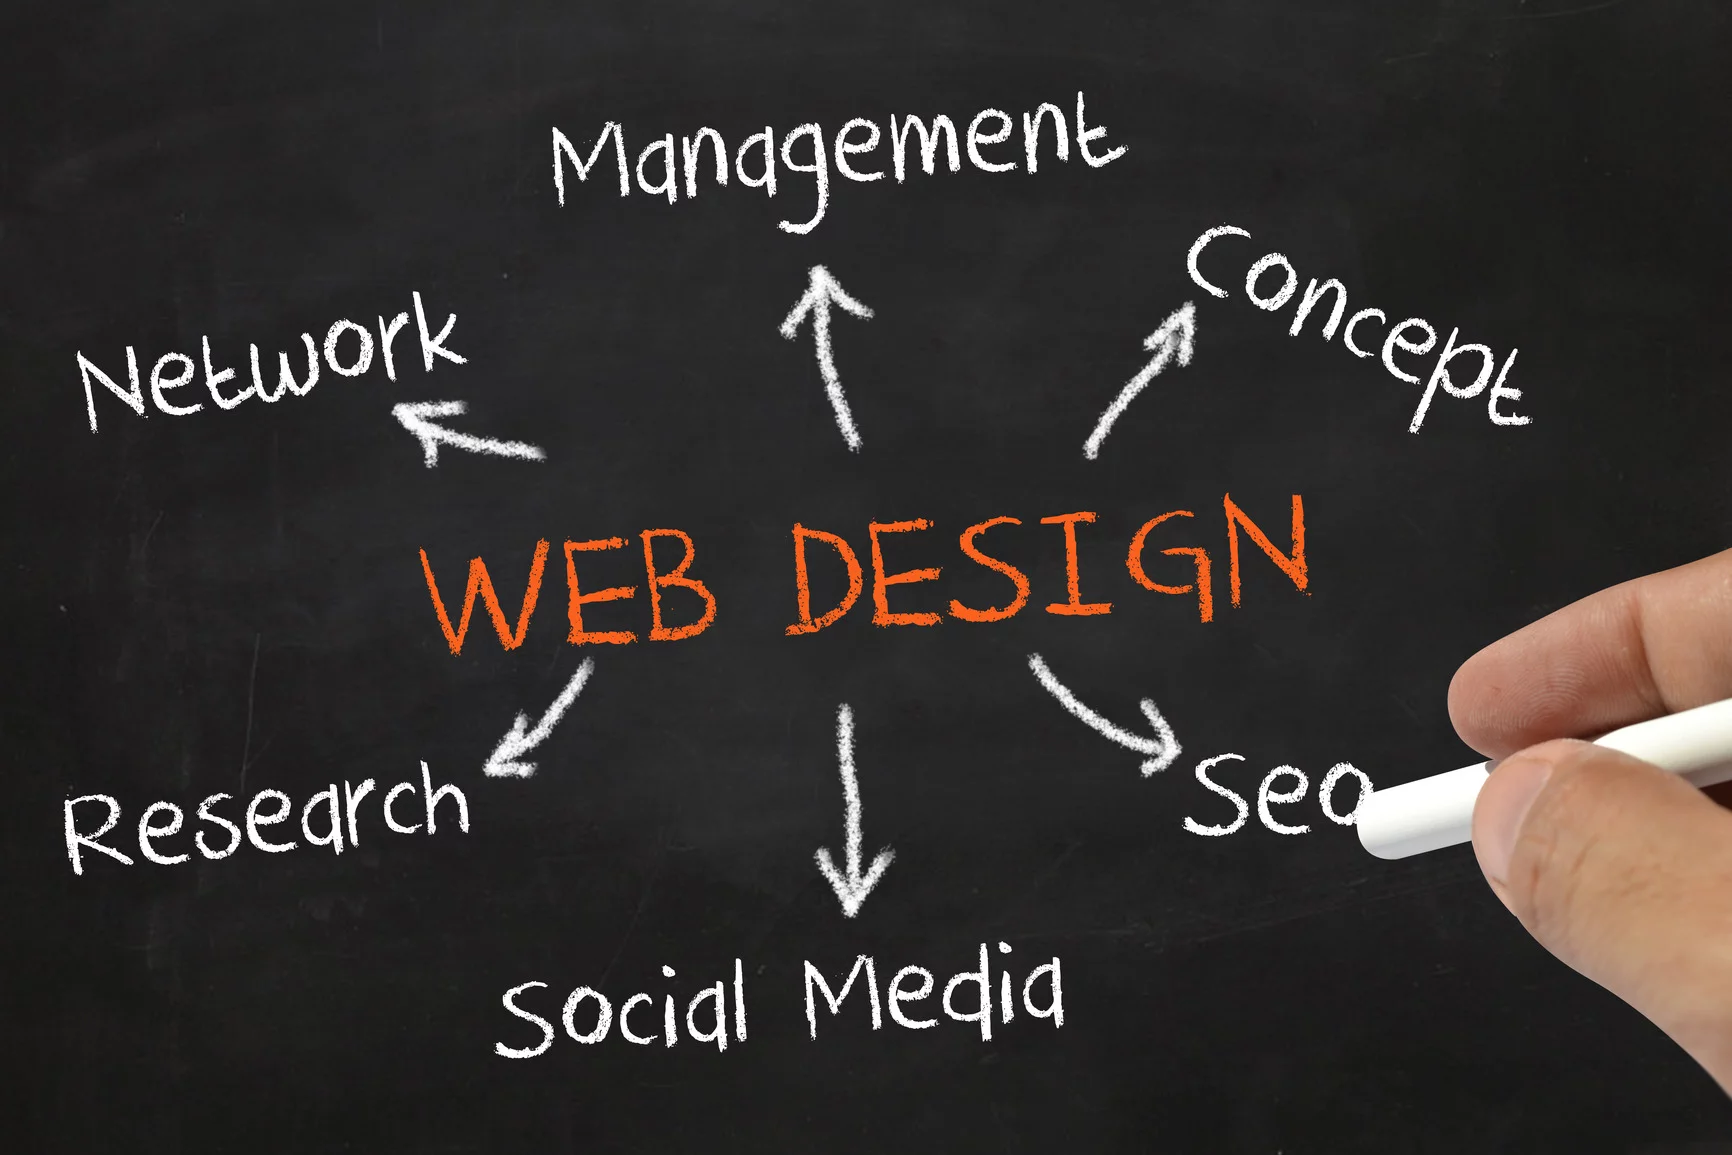 Management
Concept
Network
WEB DESIGN
Research
Seo
Social Media